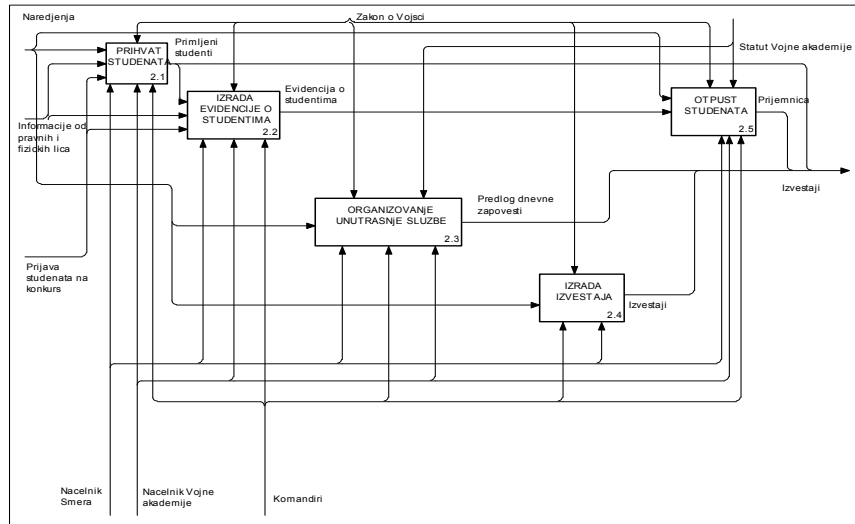 Naredjenja
Zakon o Vojsci
PRIHVAT
STUDENATA
2.1
Primljeni
studenti
Statut Vojne akademije
IZRADA
EVIDENCIJE O
STUDENTIMA
2.2
Evidencija o
studentima
OTPUST
STUDENATA
2.5
Prijemnica
Informacije od
pravnih i
fizickih lica
Izvestaji
ORGANIZOVANjE
UNUTRASNjE SLUZBE
2.3
Predlog dnevne
zapovesti
Prijava
studenata na
konkurs
IZRADA
IZVESTAJA
2.4
Izvestaji
Nacelnik
Smera
Nacelnik Vojne
akademije
Komandiri